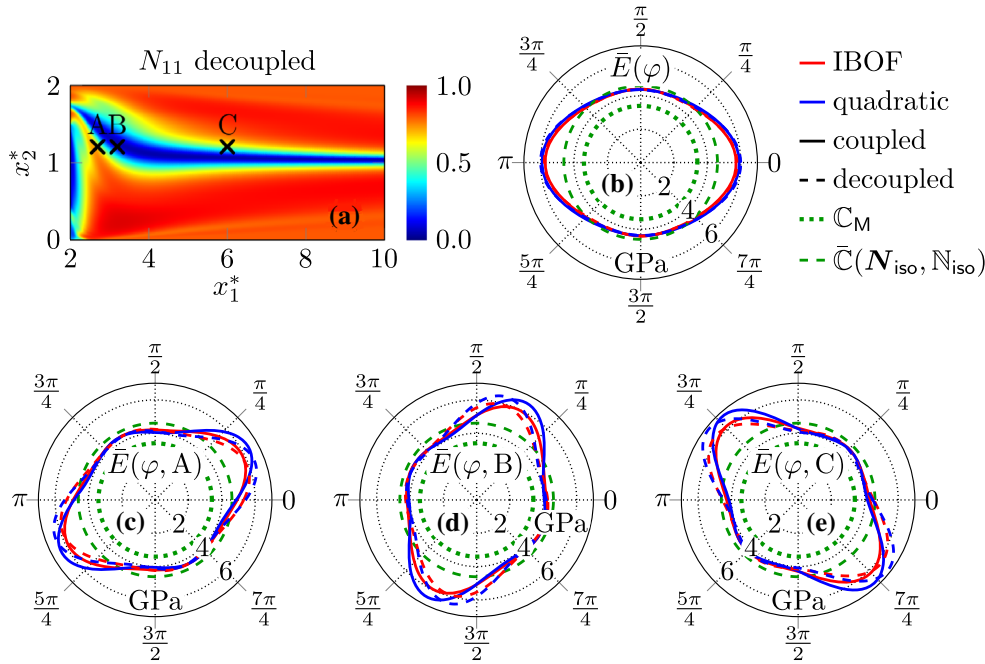 N₁₁ decoupled
2
1
0
x₂*
A B
C
(a)
2 4 6 8 10
x₁*
1.0
0.5
0.0
π/2
3π/4
π/4
Ē(φ)
π
0
(b)
2
4
6
5π/4
GPa
7π/4
3π/2
IBOF
quadratic
coupled
decoupled
ℂ_M
ℂ̄(𝑵_iso, ℕ_iso)
π/2
3π/4
π/4
Ē(φ, A)
π
0
(c)
2
4
6
5π/4
GPa
7π/4
3π/2
π/2
3π/4
π/4
Ē(φ, B)
π
0
(d)
2
GPa
4
6
5π/4
7π/4
3π/2
π/2
3π/4
π/4
Ē(φ, C)
π
0
2
(e)
4
6
5π/4
GPa
7π/4
3π/2